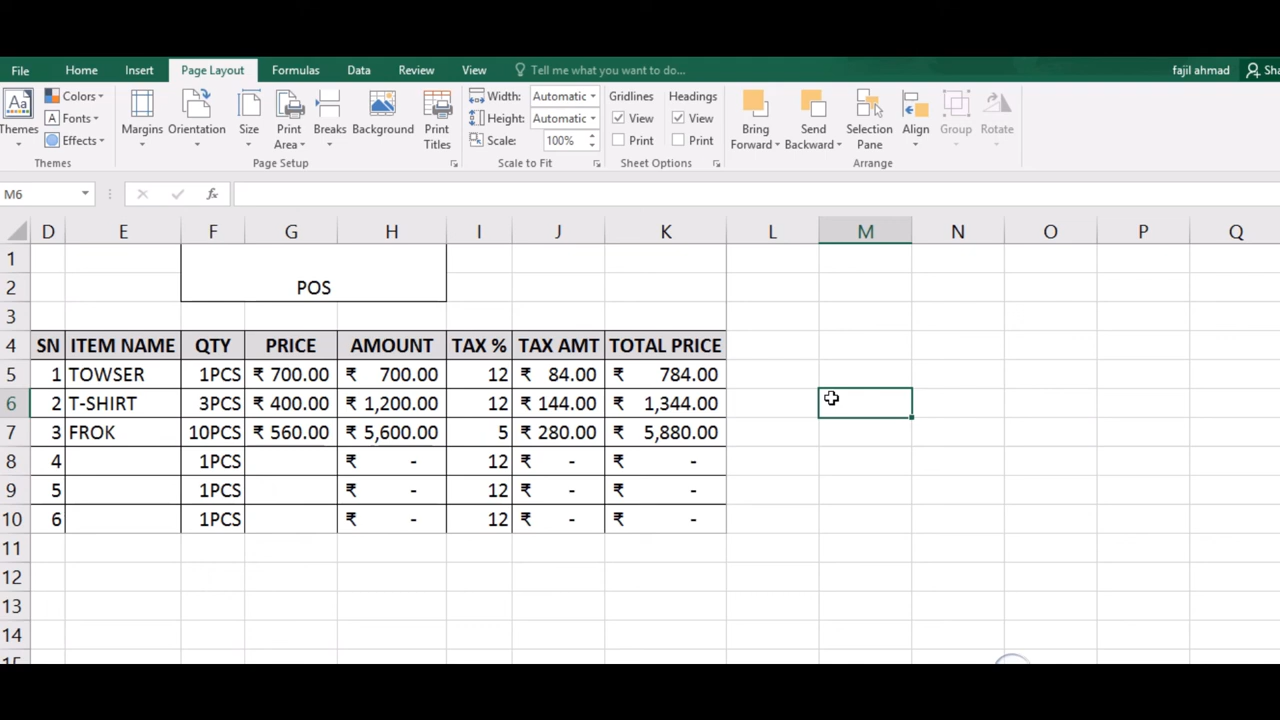 File Home Insert Page Layout Formulas Data Review View Tell me what you want to do... fajil ahmad Sha
Colors Width: Automatic Gridlines Headings
Fonts Height: Automatic View View
Themes Effects Margins Orientation Size Print Area Breaks Background Print Titles Scale: 100% Print Print Bring Forward Send Backward Selection Pane Align Group Rotate
Themes Page Setup Scale to Fit Sheet Options Arrange
M6 fx
D E F G H I J K L M N O P Q
1
2 POS
3
4 SN ITEM NAME QTY PRICE AMOUNT TAX % TAX AMT TOTAL PRICE
5 1 TOWSER 1PCS ₹ 700.00 ₹ 700.00 12 ₹ 84.00 ₹ 784.00
6 2 T-SHIRT 3PCS ₹ 400.00 ₹ 1,200.00 12 ₹ 144.00 ₹ 1,344.00
7 3 FROK 10PCS ₹ 560.00 ₹ 5,600.00 5 ₹ 280.00 ₹ 5,880.00
8 4 1PCS ₹ - 12 ₹ - ₹ -
9 5 1PCS ₹ - 12 ₹ - ₹ -
10 6 1PCS ₹ - 12 ₹ - ₹ -
11
12
13
14